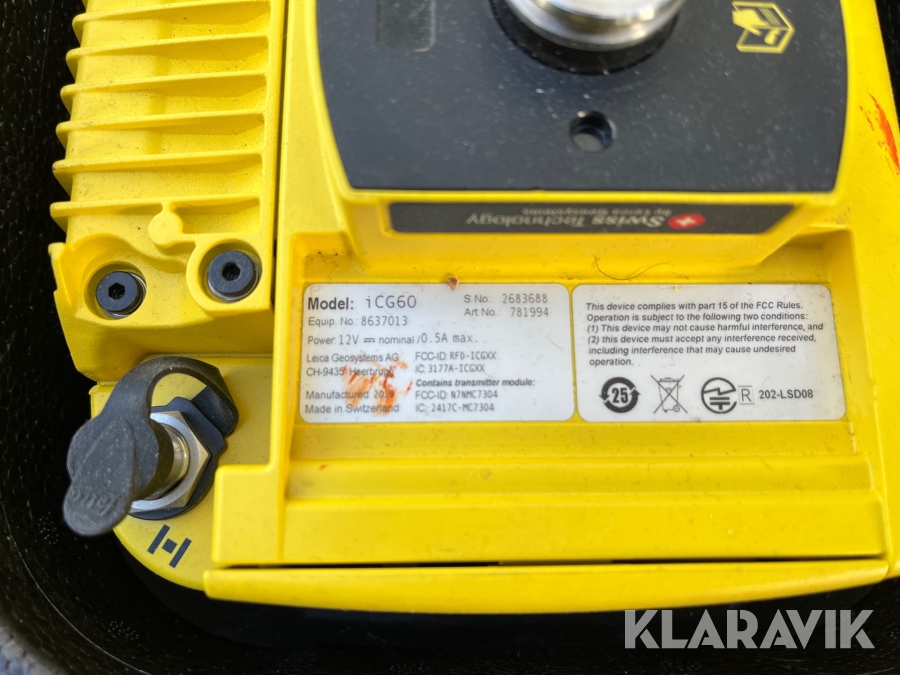 Swiss Technology
by Leica Geosystems
Model: iCG60
S.No. 2683688
Equip. No. 8637013
Art No. 781994
Power: 12V nominal /0.5A max.
Leica Geosystems AG
CH-9435 Heerbrugg
Manufactured 2019
Made in Switzerland
FCC-ID: RFD-ICGXX
IC: 3177A-ICGXX
Contains transmitter module:
FCC-ID: N7NMC7304
IC: 2417C-MC7304
This device complies with part 15 of the FCC Rules.
Operation is subject to the following two conditions:
(1) This device may not cause harmful interference, and
(2) this device must accept any interference received,
including interference that may cause undesired
operation.
25
R 202-LSD08
KLARAVIK